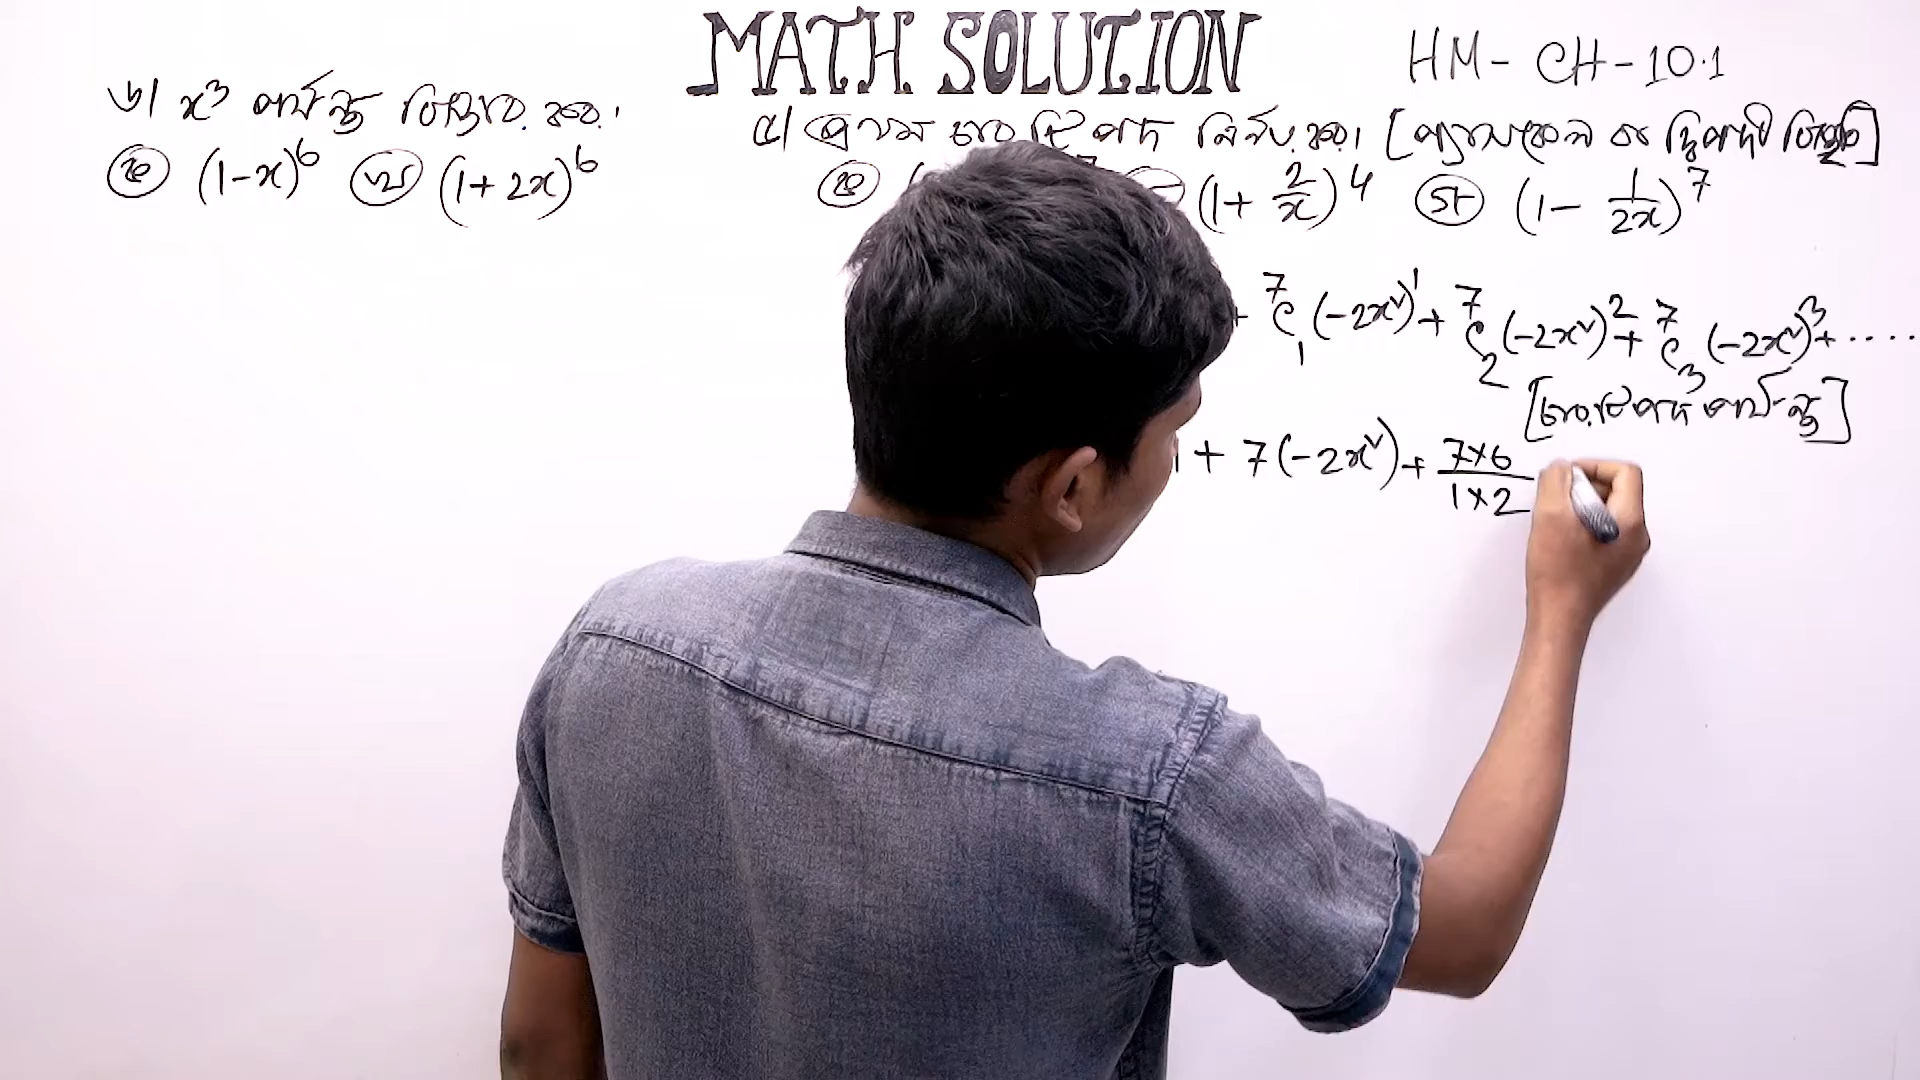 MATH SOLUTION
HM- CH-10.1
৬। x³ পর্যন্ত বিস্তৃত কর।
ক (1-x)⁶ খ (1+2x)⁶
৫। প্রথম চারটি পদ নির্ণয় কর। [প্যাসকেল বা দ্বিপদী বিস্তৃতি]
ক ( (1+ 2/x)⁴ ঙ (1- 1/2x)⁷
+ ⁷C₁ (-2x²)¹ + ⁷C₂ (-2x²)² + ⁷C₃ (-2x²)³ + ......
[চারটি পদ পর্যন্ত]
1 + 7(-2x²) + 7×6/1×2